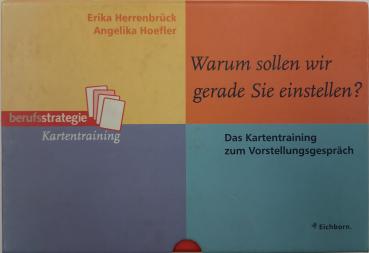 Erika Herrenbrück
Angelika Hoefler
Warum sollen wir
gerade Sie einstellen?
berufsstrategie
Kartentraining
Das Kartentraining
zum Vorstellungsgespräch
Eichborn.